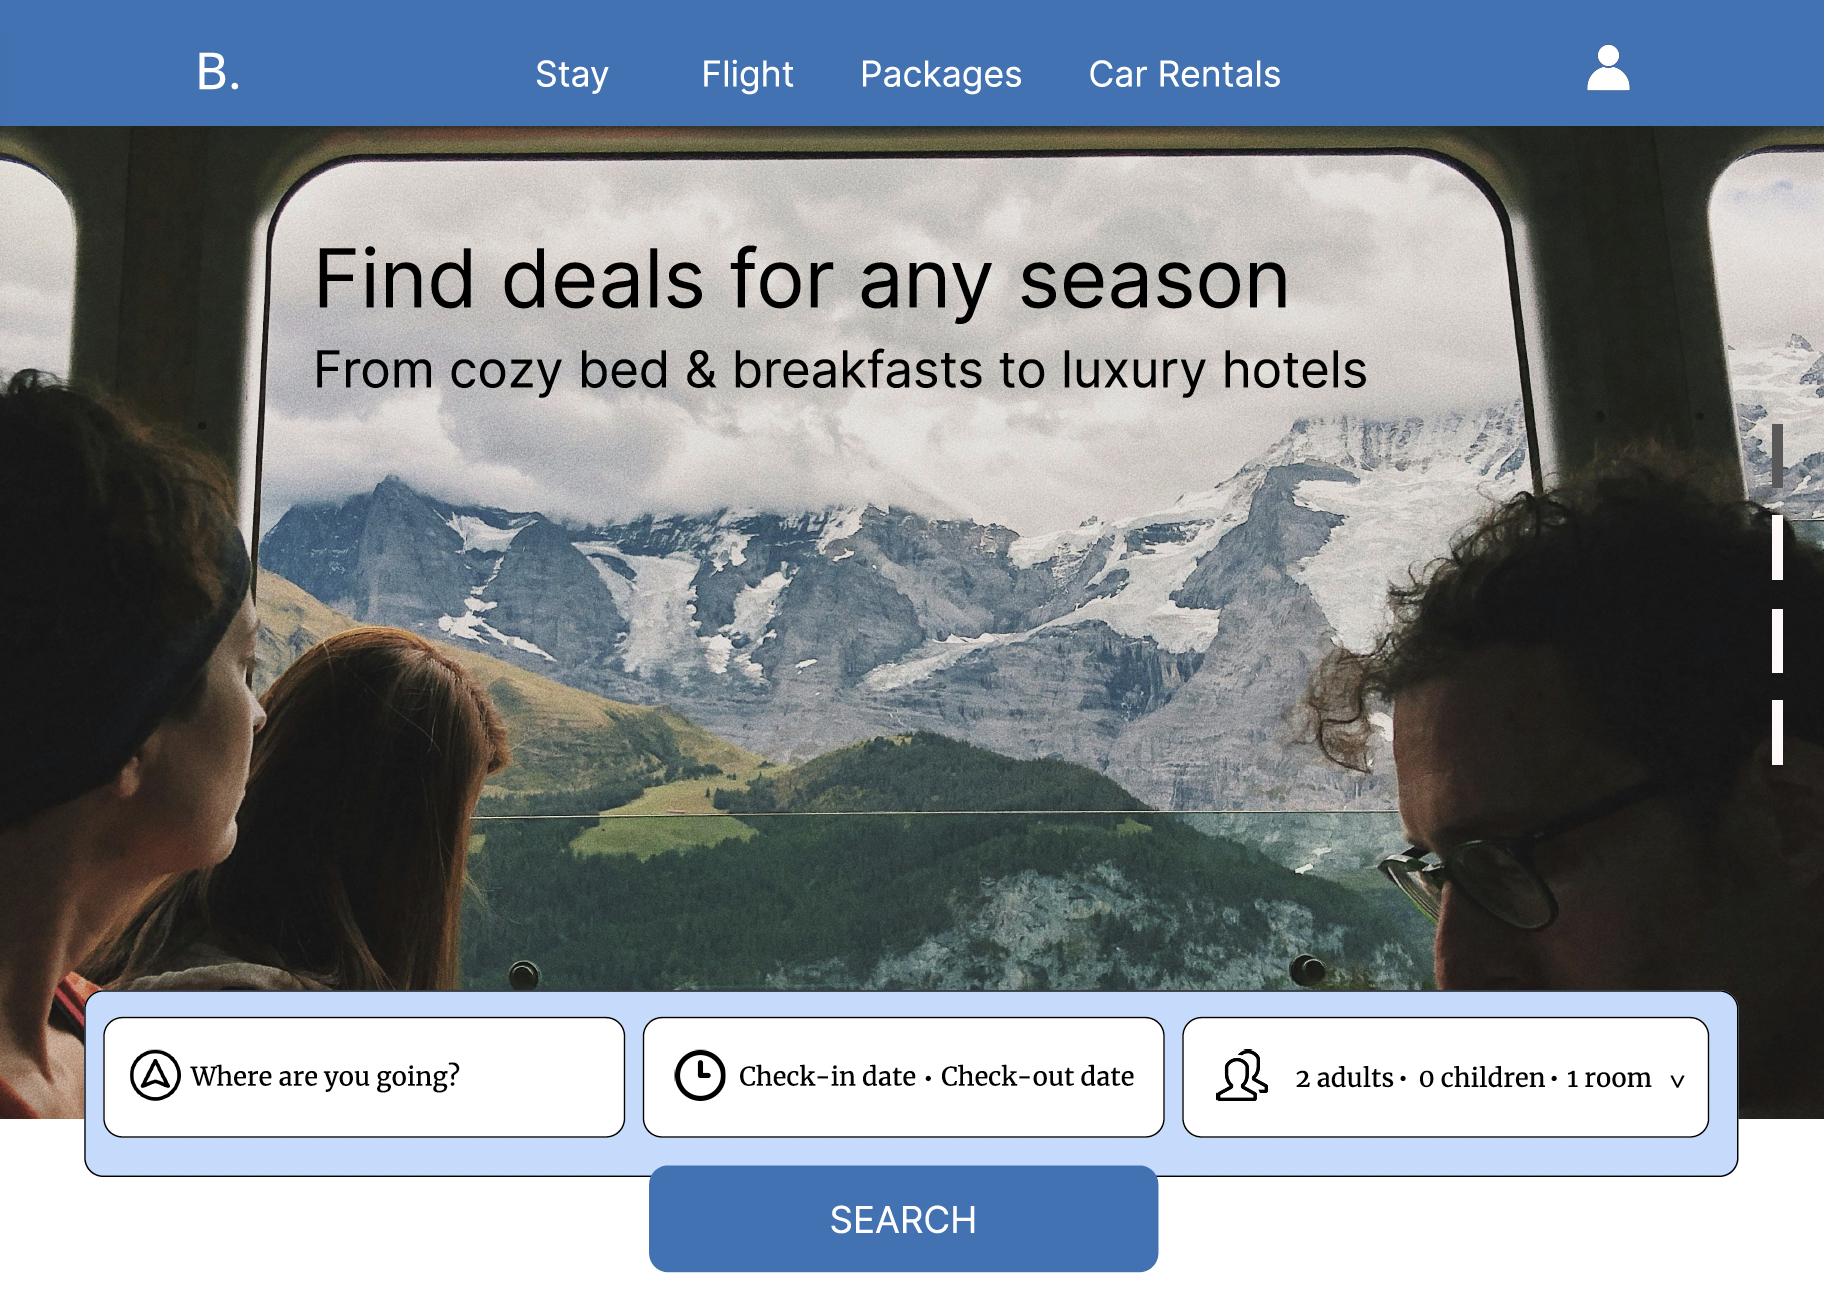 B.
Stay Flight Packages Car Rentals
Find deals for any season
From cozy bed & breakfasts to luxury hotels
Where are you going?
Check-in date • Check-out date
2 adults • 0 children • 1 room v
SEARCH